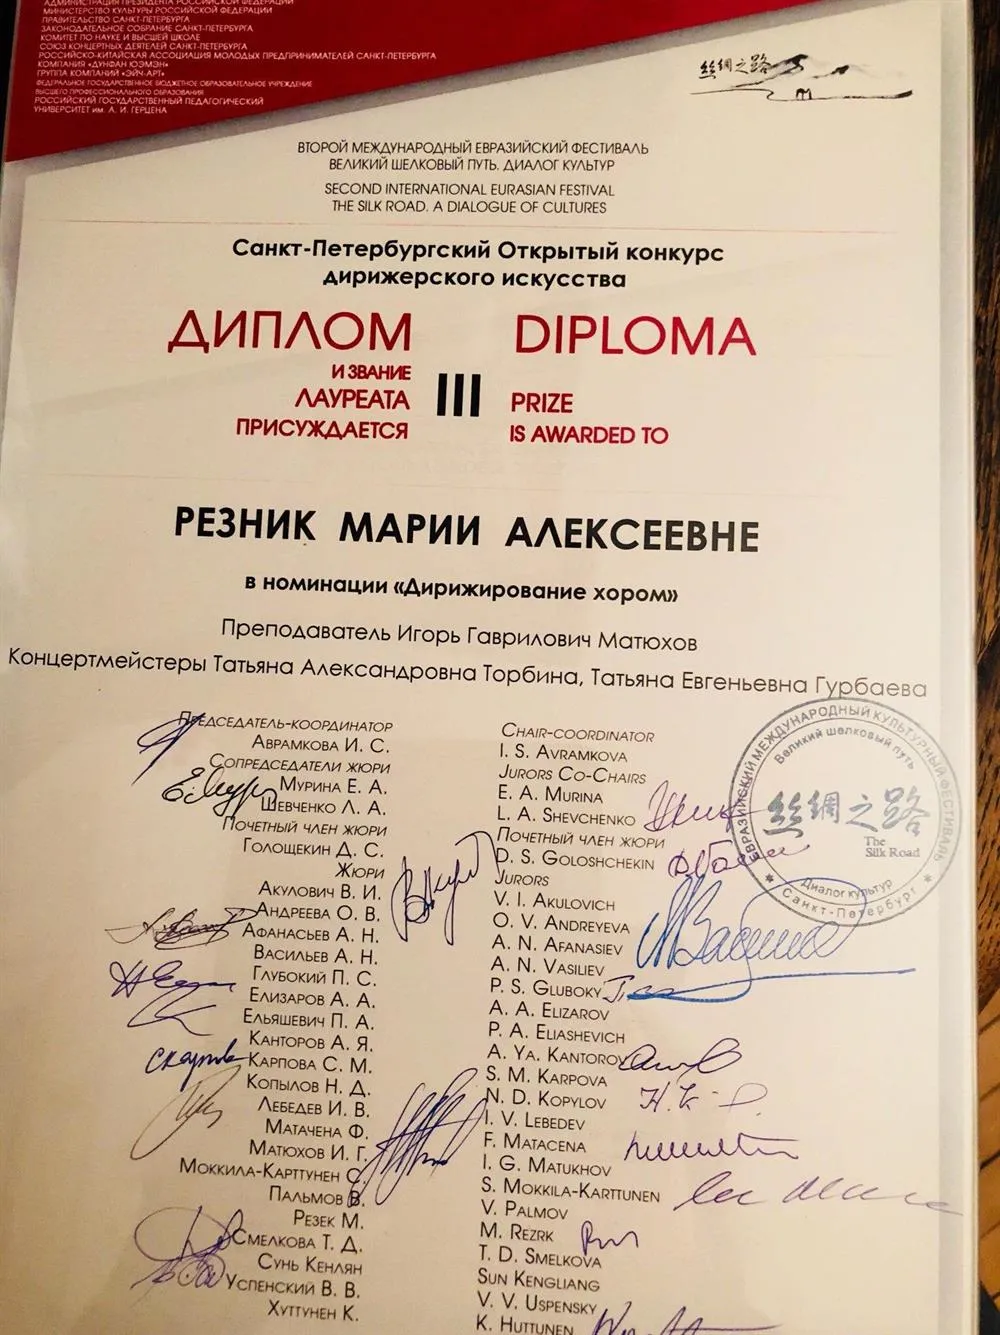 АДМИНИСТРАЦИЯ ПРЕЗИДЕНТА РОССИЙСКОЙ ФЕДЕРАЦИИ
МИНИСТЕРСТВО КУЛЬТУРЫ РОССИЙСКОЙ ФЕДЕРАЦИИ
ПРАВИТЕЛЬСТВО САНКТ-ПЕТЕРБУРГА
ЗАКОНОДАТЕЛЬНОЕ СОБРАНИЕ САНКТ-ПЕТЕРБУРГА
КОМИТЕТ ПО НАУКЕ И ВЫСШЕЙ ШКОЛЕ
СОЮЗ КОНЦЕРТНЫХ ДЕЯТЕЛЕЙ САНКТ-ПЕТЕРБУРГА
РОССИЙСКО-КИТАЙСКАЯ АССОЦИАЦИЯ МОЛОДЫХ ПРЕДПРИНИМАТЕЛЕЙ САНКТ-ПЕТЕРБУРГА
КОМПАНИЯ «ДУНФАН ЮЭМЭН»
ГРУППА КОМПАНИЙ «ЭЙЧ-АРТ»
ФЕДЕРАЛЬНОЕ ГОСУДАРСТВЕННОЕ БЮДЖЕТНОЕ ОБРАЗОВАТЕЛЬНОЕ УЧРЕЖДЕНИЕ
ВЫСШЕГО ПРОФЕССИОНАЛЬНОГО ОБРАЗОВАНИЯ
РОССИЙСКИЙ ГОСУДАРСТВЕННЫЙ ПЕДАГОГИЧЕСКИЙ
УНИВЕРСИТЕТ им. А. И. ГЕРЦЕНА
丝绸之路
ВТОРОЙ МЕЖДУНАРОДНЫЙ ЕВРАЗИЙСКИЙ ФЕСТИВАЛЬ
ВЕЛИКИЙ ШЕЛКОВЫЙ ПУТЬ. ДИАЛОГ КУЛЬТУР
SECOND INTERNATIONAL EURASIAN FESTIVAL
THE SILK ROAD. A DIALOGUE OF CULTURES
Санкт-Петербургский Открытый конкурс
дирижерского искусства
ДИПЛОМ DIPLOMA
И ЗВАНИЕ
ЛАУРЕАТА III PRIZE
ПРИСУЖДАЕТСЯ IS AWARDED TO
РЕЗНИК МАРИИ АЛЕКСЕЕВНЕ
в номинации «Дирижирование хором»
Преподаватель Игорь Гаврилович Матюхов
Концертмейстеры Татьяна Александровна Торбина, Татьяна Евгеньевна Гурбаева
Председатель-координатор
Аврамкова И. С.
Сопредседатели жюри
Мурина Е. А.
Шевченко Л. А.
Почетный член жюри
Голощекин Д. С.
Жюри
Акулович В. И.
Андреева О. В.
Афанасьев А. Н.
Васильев А. Н.
Глубокий П. С.
Елизаров А. А.
Ельяшевич П. А.
Канторов А. Я.
Карпова С. М.
Копылов Н. Д.
Лебедев И. В.
Матачена Ф.
Матюхов И. Г.
Моккила-Карттунен С.
Пальмов В.
Резек М.
Смелкова Т. Д.
Сунь Кенлян
Успенский В. В.
Хуттунен К.
Chair-coordinator
I. S. Avramkova
Jurors Co-Chairs
E. A. Murina
L. A. Shevchenko
Почетный член жюри
D. S. Goloshchekin
Jurors
V. I. Akulovich
O. V. Andreyeva
A. N. Afanasiev
A. N. Vasiliev
P. S. Gluboky
A. A. Elizarov
P. A. Eliashevich
A. Ya. Kantorov
S. M. Karpova
N. D. Kopylov
I. V. Lebedev
F. Matacena
I. G. Matukhov
S. Mokkila-Karttunen
V. Palmov
M. Rezrk
T. D. Smelkova
Sun Kengliang
V. V. Uspensky
K. Huttunen
ЕВРАЗИЙСКИЙ МЕЖДУНАРОДНЫЙ КУЛЬТУРНЫЙ ФЕСТИВАЛЬ
Великий шелковый путь
丝绸之路
The
Silk Road
Диалог культур
* Санкт-Петербург *